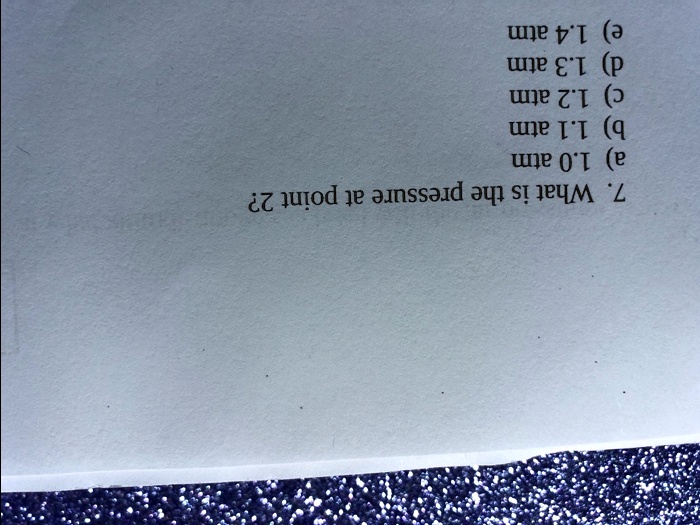 7. What is the pressure at point 2?
a) 1.0 atm
b) 1.1 atm
c) 1.2 atm
d) 1.3 atm
e) 1.4 atm